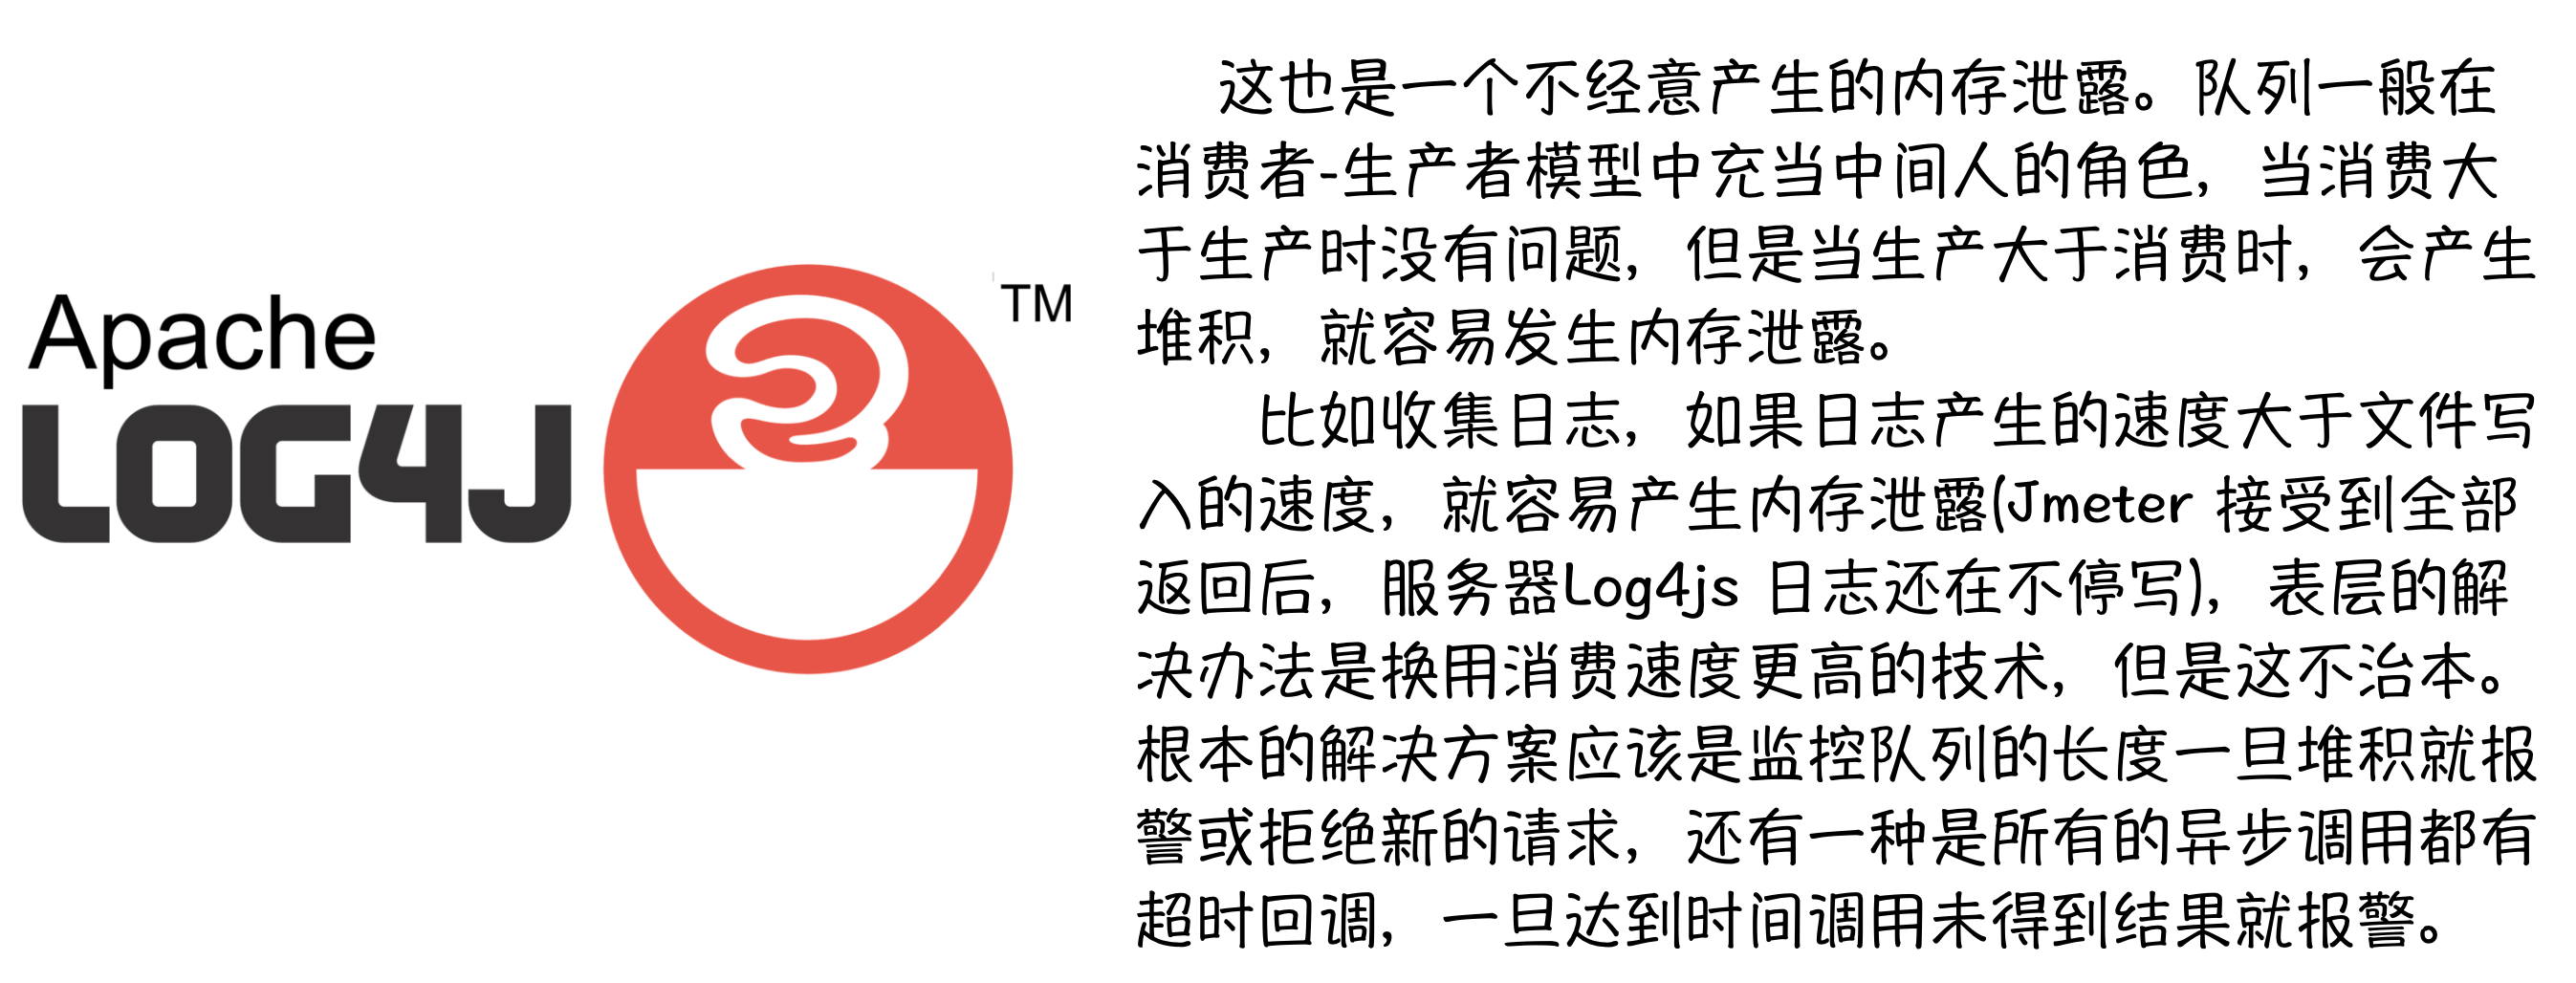 Apache
LOG4J
TM
这也是一个不经意产生的内存泄露。队列一般在
消费者-生产者模型中充当中间人的角色，当消费大
于生产时没有问题，但是当生产大于消费时，会产生
堆积，就容易发生内存泄露。
比如收集日志，如果日志产生的速度大于文件写
入的速度，就容易产生内存泄露(Jmeter 接受到全部
返回后，服务器Log4js 日志还在不停写)，表层的解
决办法是换用消费速度更高的技术，但是这不治本。
根本的解决方案应该是监控队列的长度一旦堆积就报
警或拒绝新的请求，还有一种是所有的异步调用都有
超时回调，一旦达到时间调用未得到结果就报警。